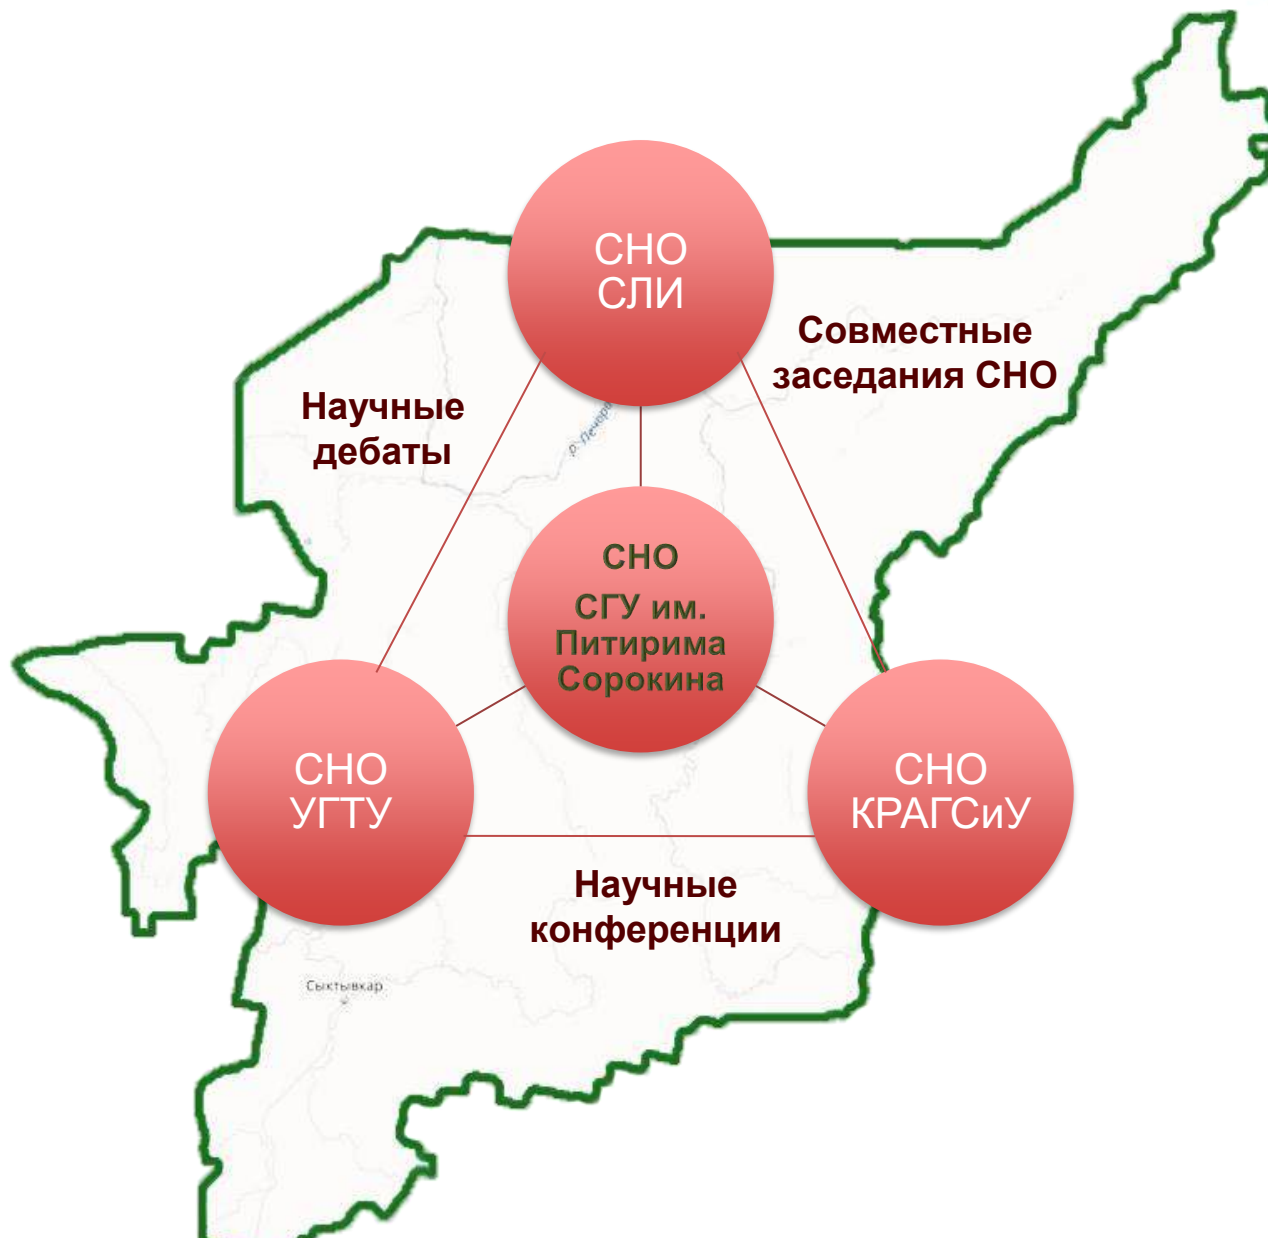 СНО
СЛИ
Совместные
заседания СНО
Научные
дебаты
р. Печора
СНО
СГУ им.
Питирима
Сорокина
СНО
УГТУ
СНО
КРАГСиУ
Научные
конференции
Сыктывкар